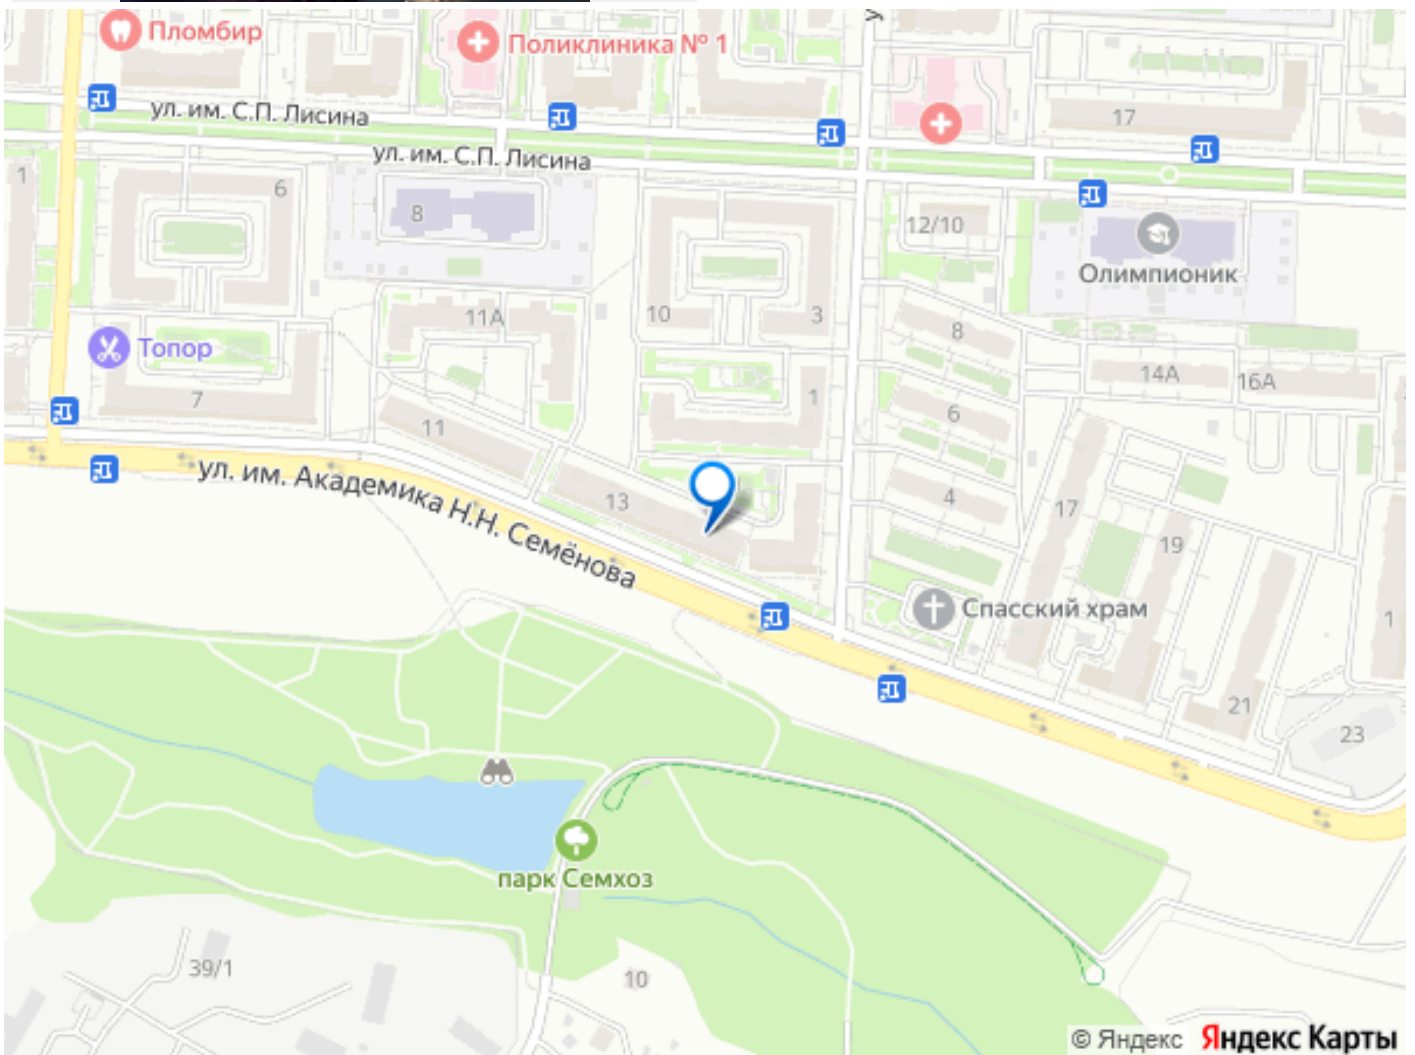 Пломбир
Поликлиника № 1
ул. им. С.П. Лисина
17
ул. им. С.П. Лисина
1
6
8
12/10
Олимпионик
11А
10
3
8
Топор
14А
16А
7
1
6
11
ул. им. Академика Н.Н. Семёнова
13
4
17
19
Спасский храм
1
21
23
парк Семхоз
39/1
10
© Яндекс Яндекс Карты